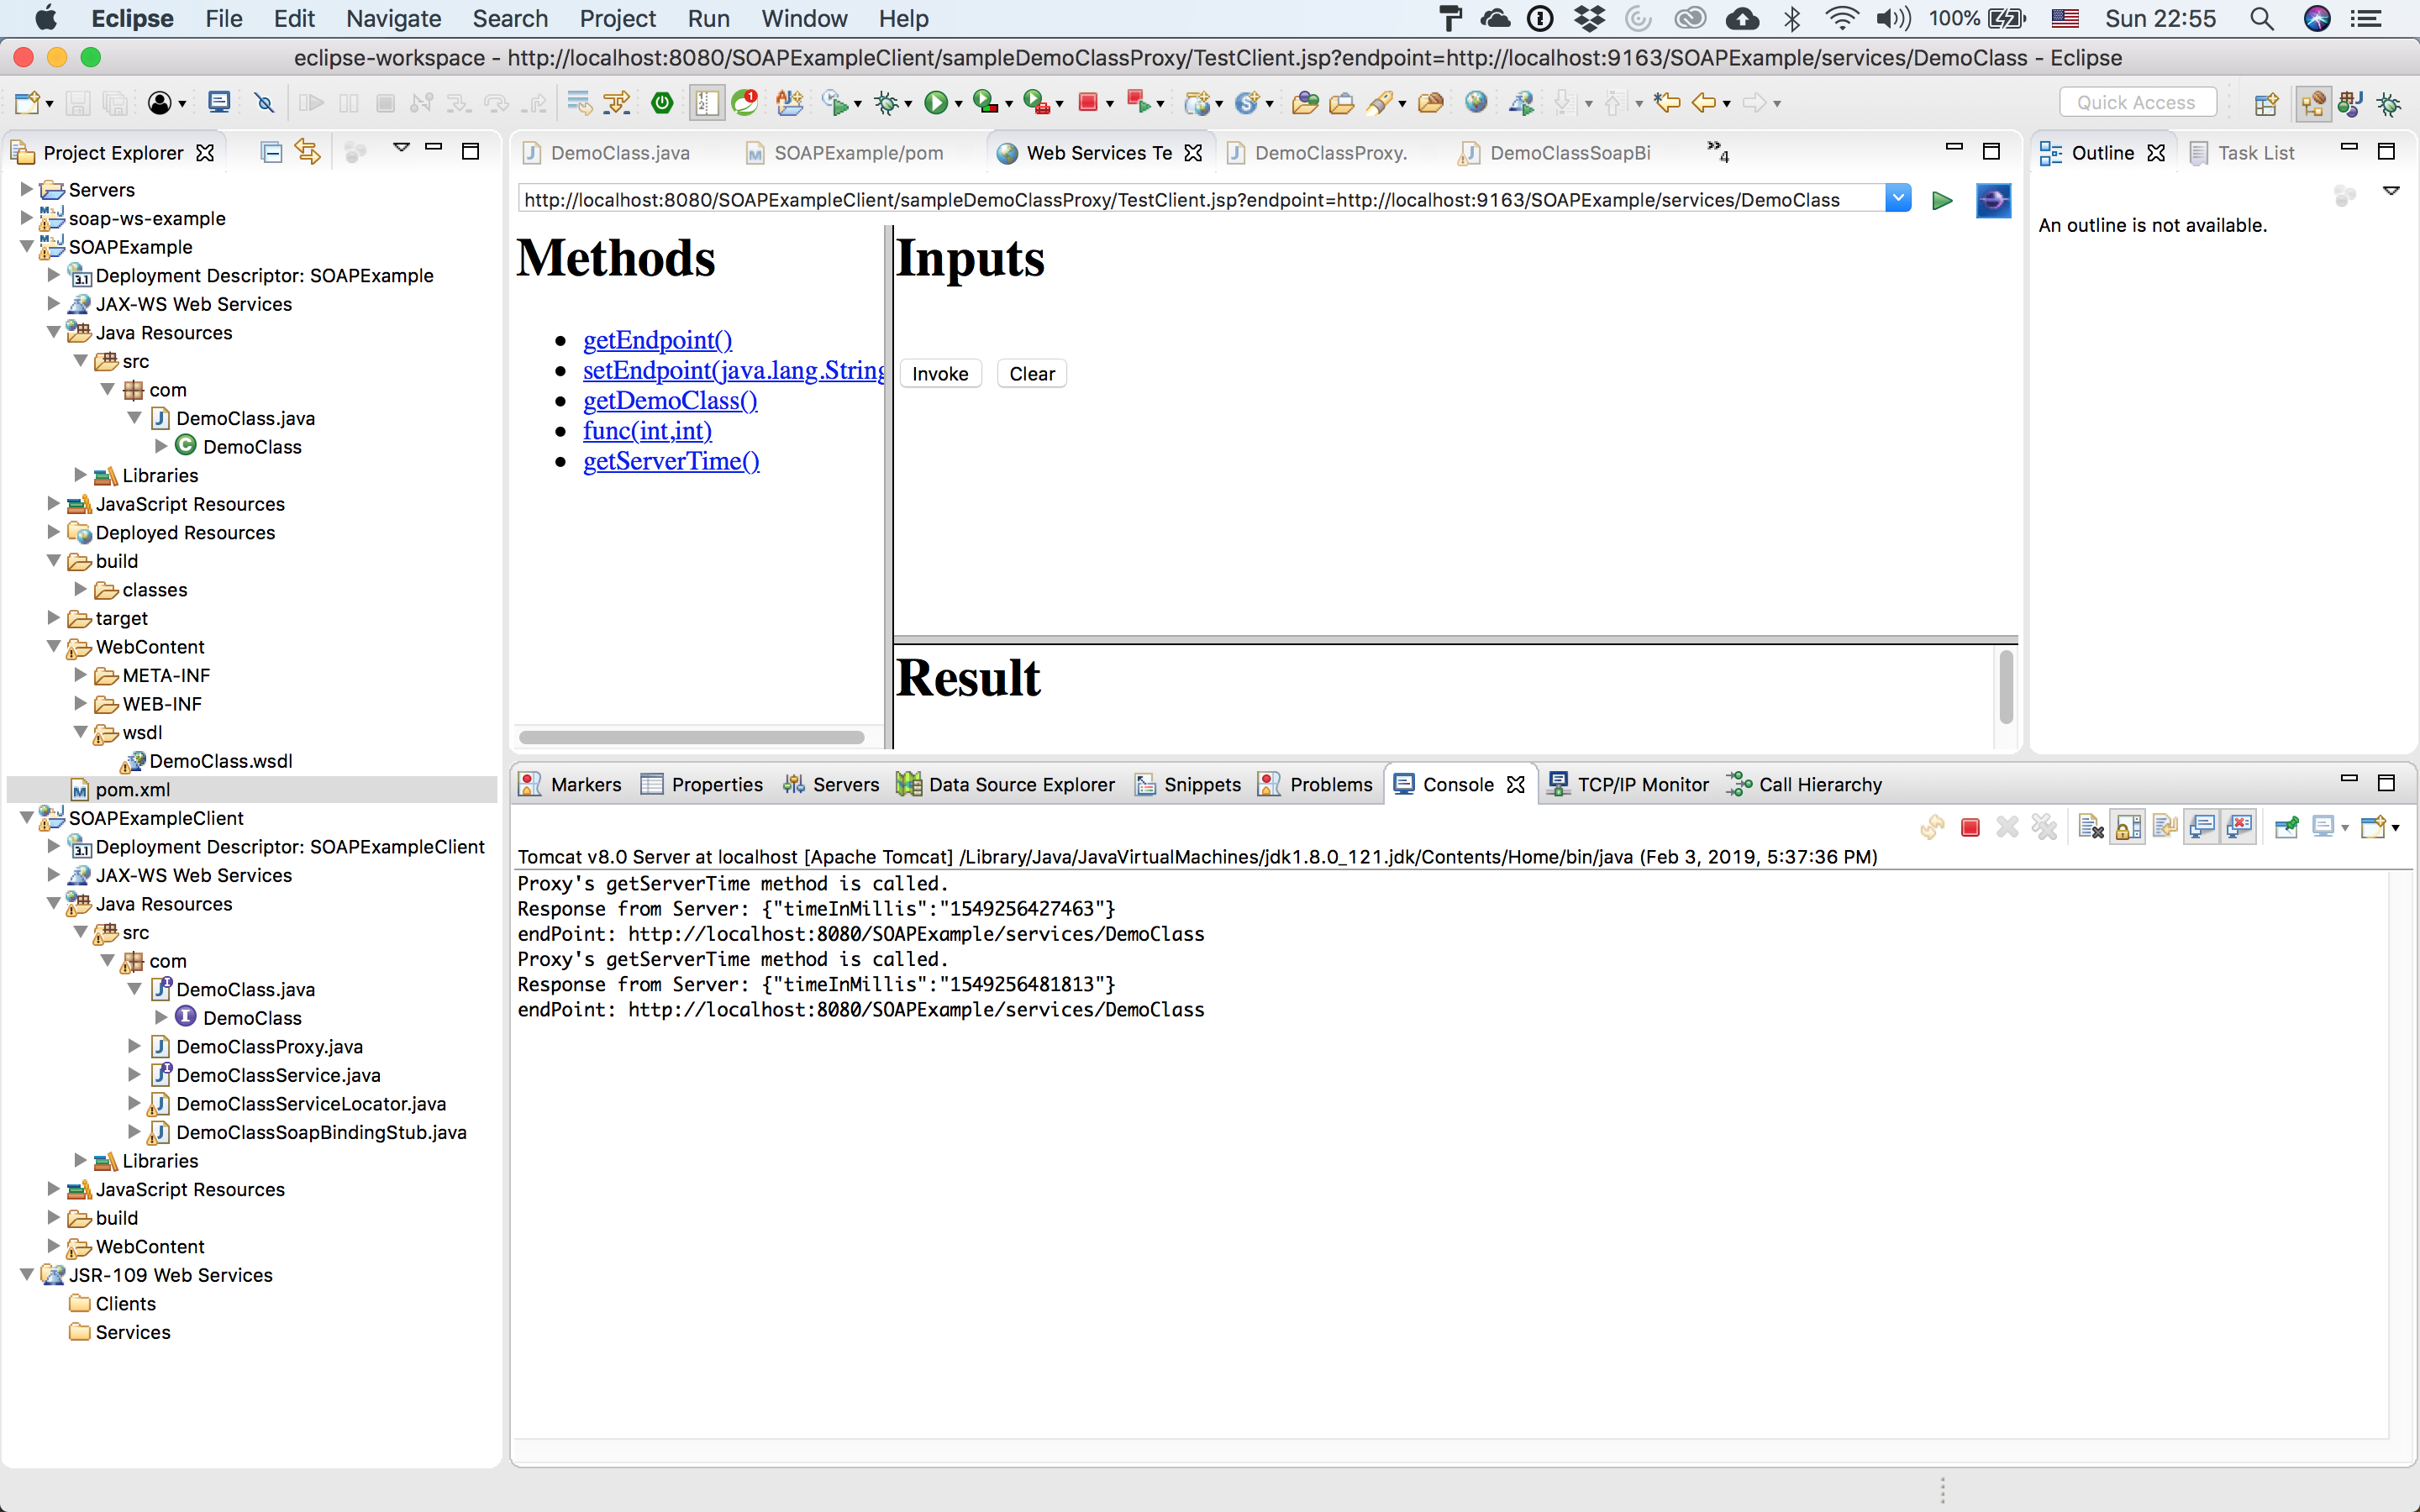 Eclipse File Edit Navigate Search Project Run Window Help 100% Sun 22:55
eclipse-workspace - http://localhost:8080/SOAPExampleClient/sampleDemoClassProxy/TestClient.jsp?endpoint=http://localhost:9163/SOAPExample/services/DemoClass - Eclipse
Quick Access
Project Explorer
Servers
soap-ws-example
SOAPExample
Deployment Descriptor: SOAPExample
JAX-WS Web Services
Java Resources
src
com
DemoClass.java
DemoClass
Libraries
JavaScript Resources
Deployed Resources
build
classes
target
WebContent
META-INF
WEB-INF
wsdl
DemoClass.wsdl
pom.xml
SOAPExampleClient
Deployment Descriptor: SOAPExampleClient
JAX-WS Web Services
Java Resources
src
com
DemoClass.java
DemoClass
DemoClassProxy.java
DemoClassService.java
DemoClassServiceLocator.java
DemoClassSoapBindingStub.java
Libraries
JavaScript Resources
build
WebContent
JSR-109 Web Services
Clients
Services
DemoClass.java SOAPExample/pom Web Services Te DemoClassProxy. DemoClassSoapBi »4
http://localhost:8080/SOAPExampleClient/sampleDemoClassProxy/TestClient.jsp?endpoint=http://localhost:9163/SOAPExample/services/DemoClass
Methods
getEndpoint()
setEndpoint(java.lang.String
getDemoClass()
func(int,int)
getServerTime()
Inputs
Invoke Clear
Result
Outline Task List
An outline is not available.
Markers Properties Servers Data Source Explorer Snippets Problems Console TCP/IP Monitor Call Hierarchy
Tomcat v8.0 Server at localhost [Apache Tomcat] /Library/Java/JavaVirtualMachines/jdk1.8.0_121.jdk/Contents/Home/bin/java (Feb 3, 2019, 5:37:36 PM)
Proxy's getServerTime method is called.
Response from Server: {"timeInMillis":"1549256427463"}
endPoint: http://localhost:8080/SOAPExample/services/DemoClass
Proxy's getServerTime method is called.
Response from Server: {"timeInMillis":"1549256481813"}
endPoint: http://localhost:8080/SOAPExample/services/DemoClass